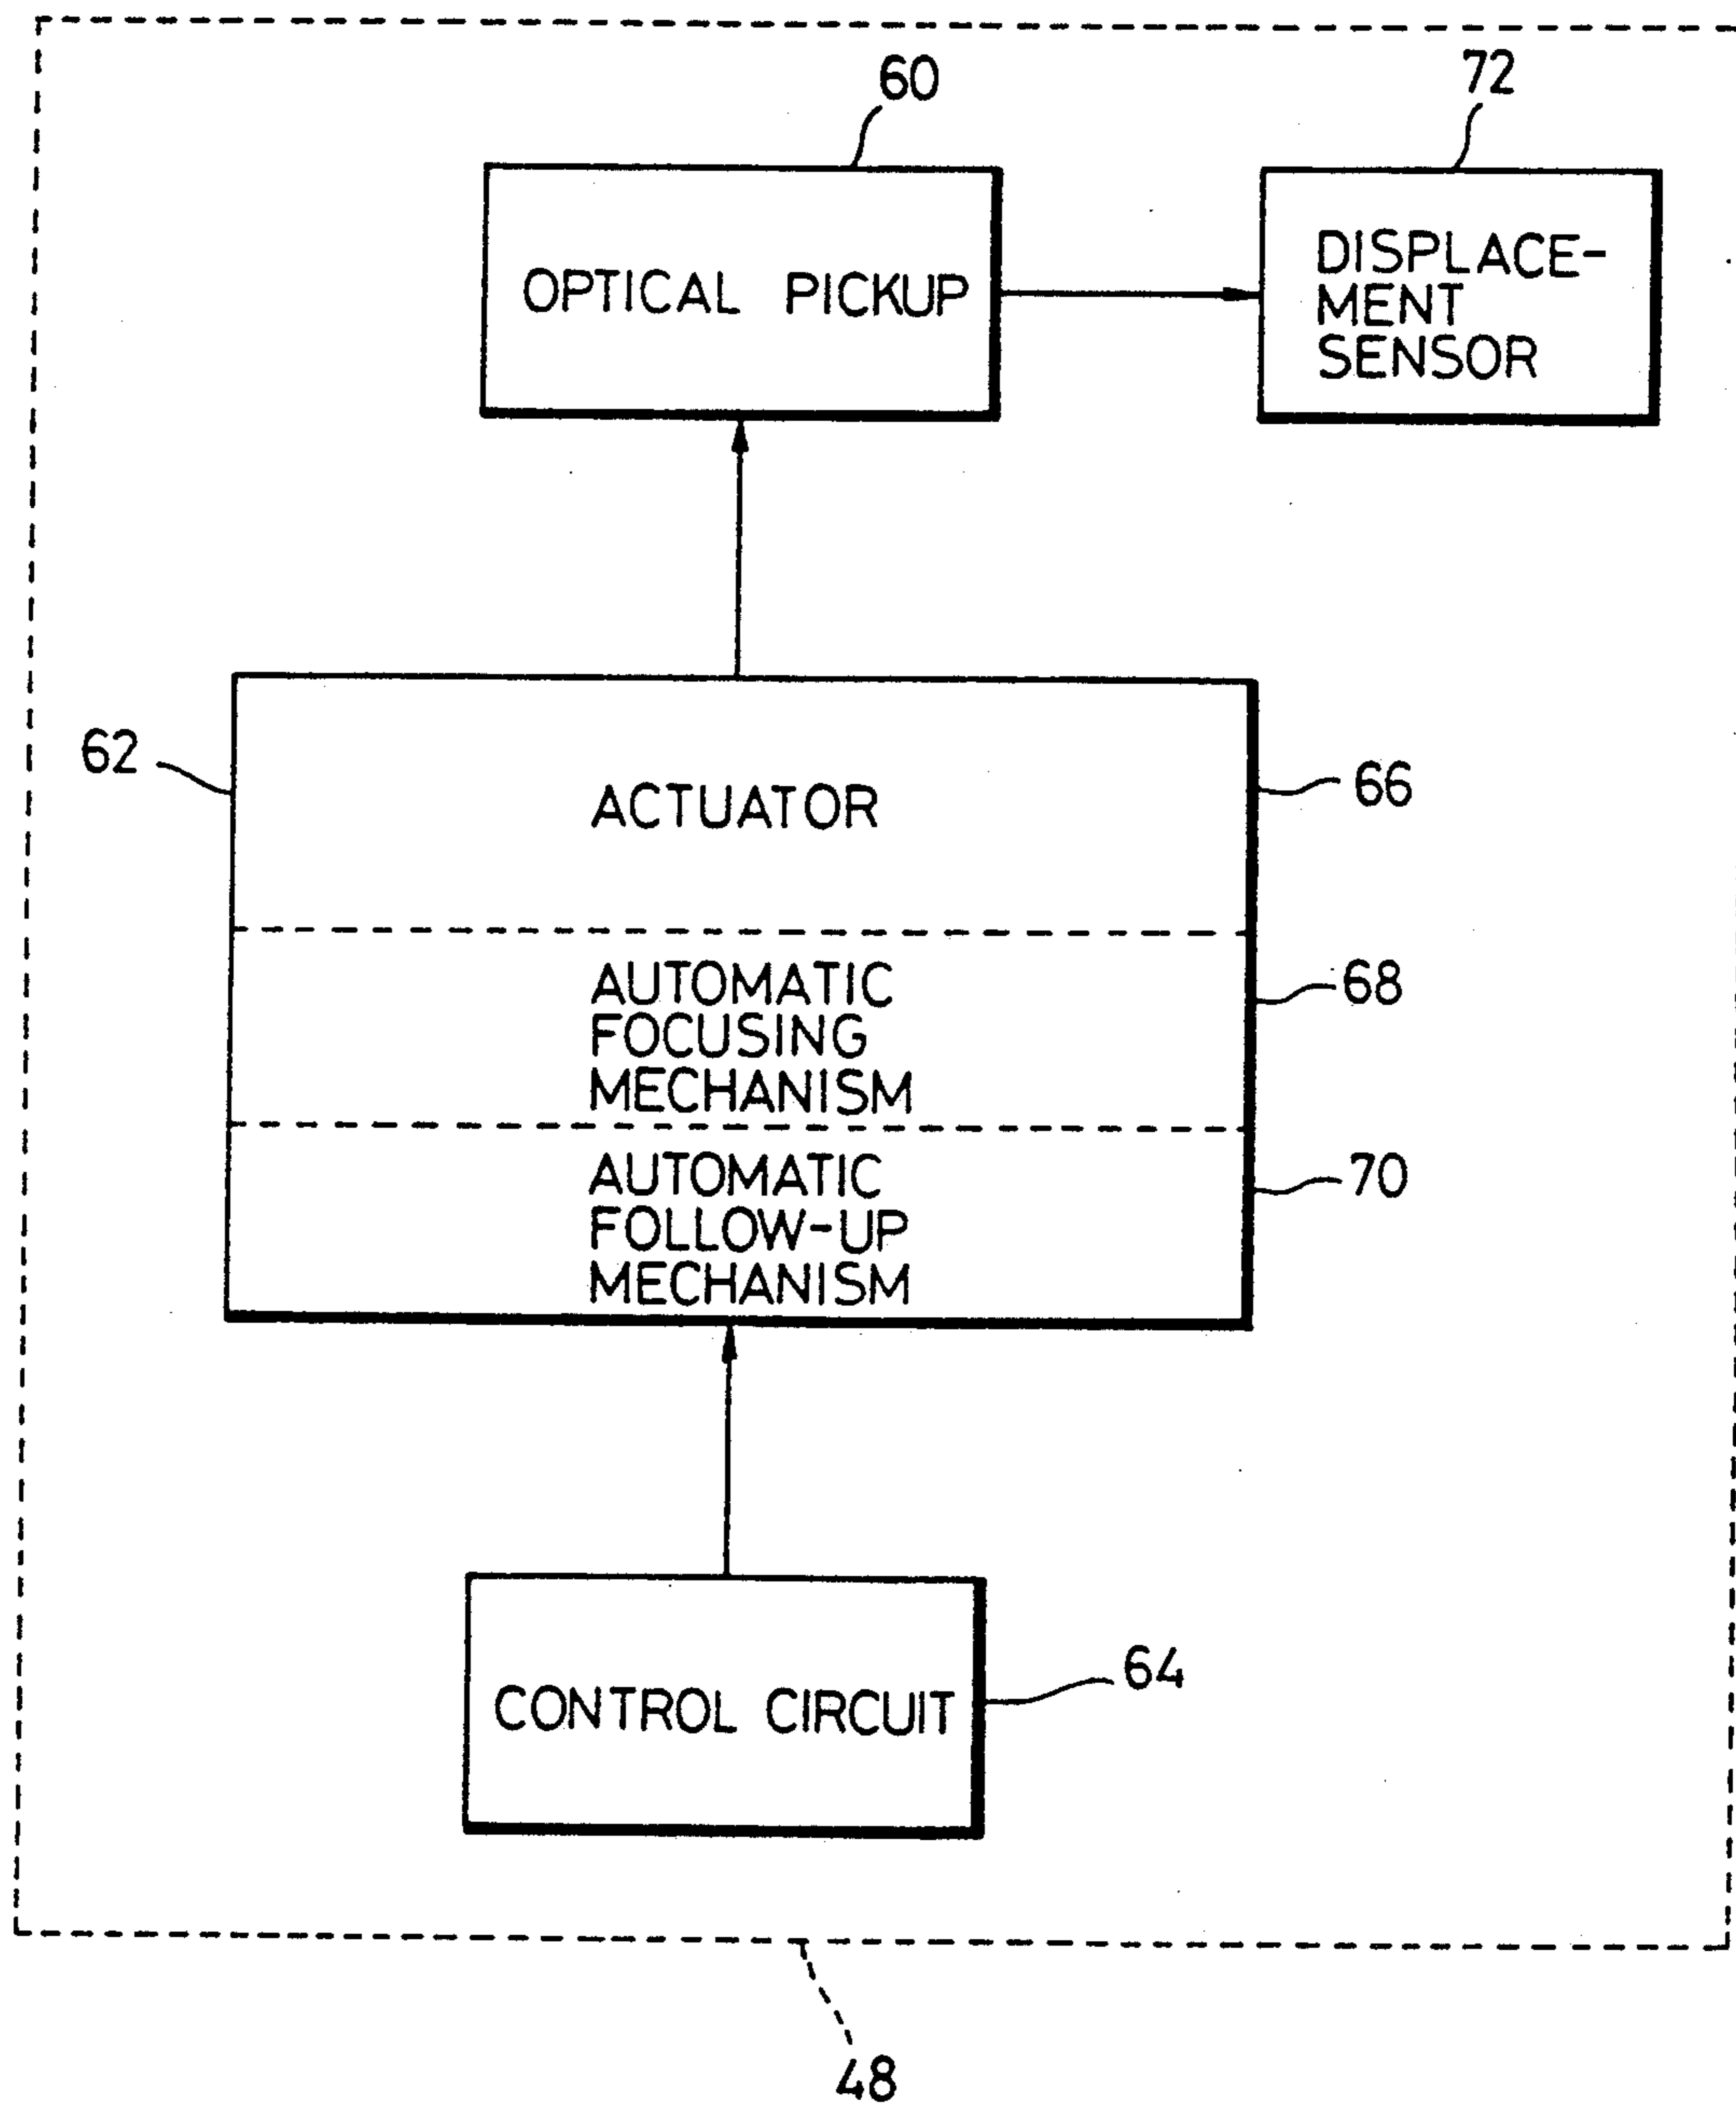 60
72
OPTICAL PICKUP
DISPLACE-
MENT
SENSOR
62
ACTUATOR
66
AUTOMATIC
FOCUSING
MECHANISM
68
AUTOMATIC
FOLLOW-UP
MECHANISM
70
CONTROL CIRCUIT
64
48